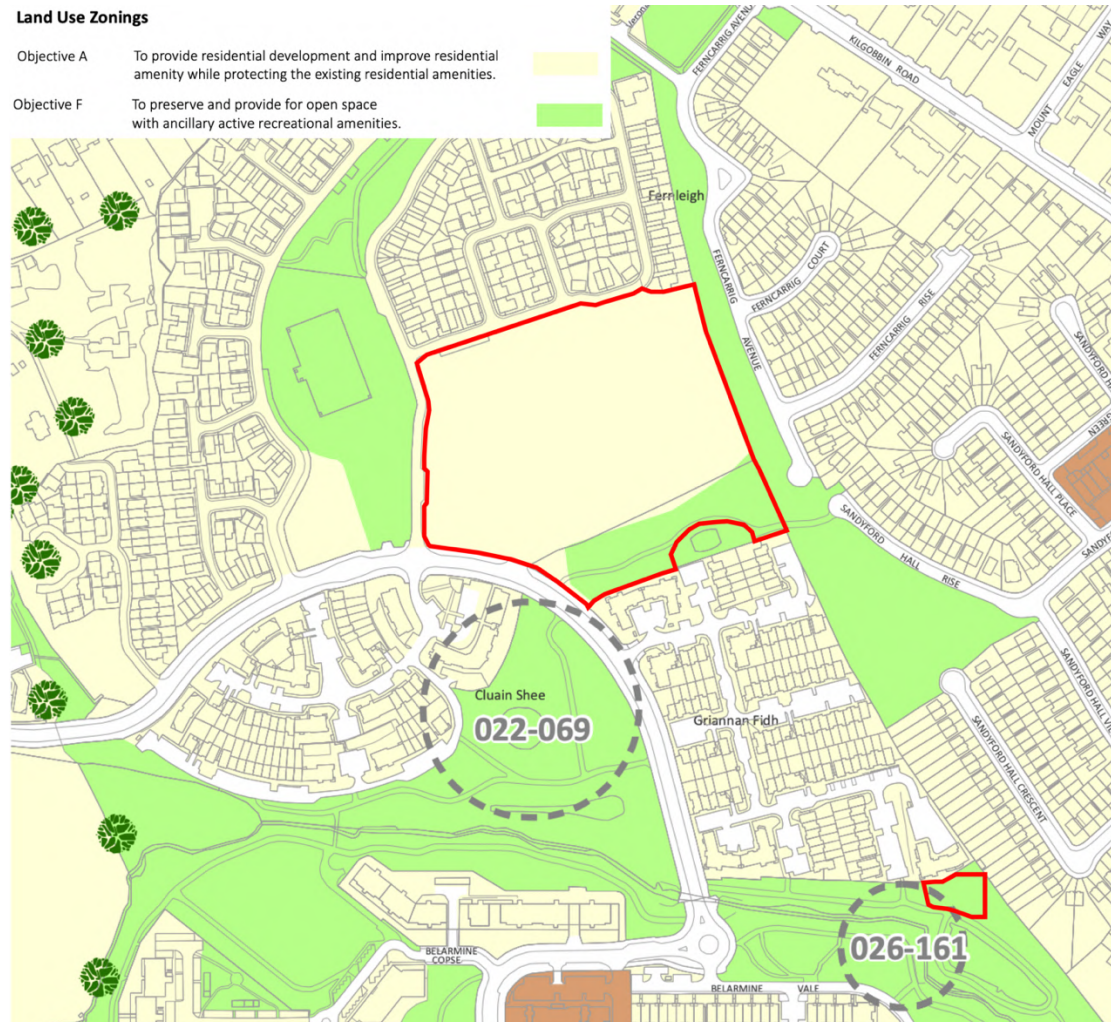 Land Use Zonings
Objective A
To provide residential development and improve residential
amenity while protecting the existing residential amenities.
Objective F
To preserve and provide for open space
with ancillary active recreational amenities.
FERNCARRIG AVENUE
KILGOBBIN ROAD
MOUNT EAGLE WAY
Fernleigh
FERNCARRIG COURT
FERNCARRIG AVENUE
FERNCARRIG RISE
SANDYFORD
GREEN
SANDYFORD HALL PLACE
SANDYFORD HALL RISE
Cluain Shee
022-069
Griannan Fidh
SANDYFORD HALL CRESCENT
026-161
BELARMINE
COPSE
BELARMINE VALE